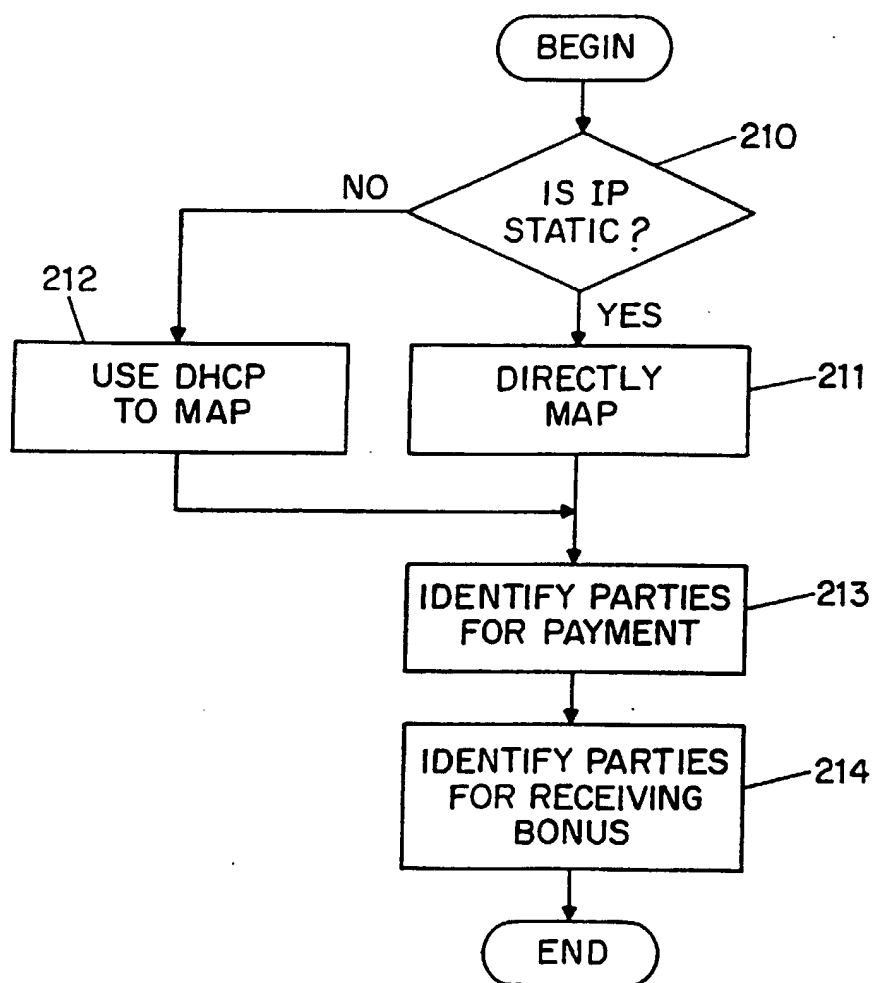 BEGIN
210
IS IP
STATIC?
NO
YES
212
USE DHCP
TO MAP
DIRECTLY
MAP
211
IDENTIFY PARTIES
FOR PAYMENT
213
IDENTIFY PARTIES
FOR RECEIVING
BONUS
214
END